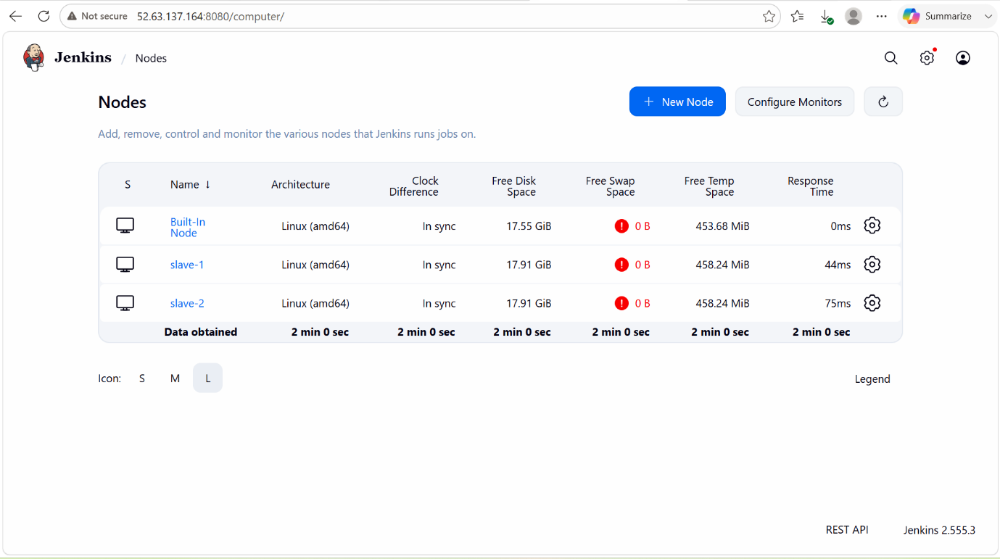 Not secure 52.63.137.164:8080/computer/ Summarize
Jenkins / Nodes
Nodes
+ New Node Configure Monitors
Add, remove, control and monitor the various nodes that Jenkins runs jobs on.
S Name ↓ Architecture Clock Difference Free Disk Space Free Swap Space Free Temp Space Response Time
Built-In Node Linux (amd64) In sync 17.55 GiB 0 B 453.68 MiB 0ms
slave-1 Linux (amd64) In sync 17.91 GiB 0 B 458.24 MiB 44ms
slave-2 Linux (amd64) In sync 17.91 GiB 0 B 458.24 MiB 75ms
Data obtained 2 min 0 sec 2 min 0 sec 2 min 0 sec 2 min 0 sec 2 min 0 sec 2 min 0 sec
Icon: S M L Legend
REST API Jenkins 2.555.3